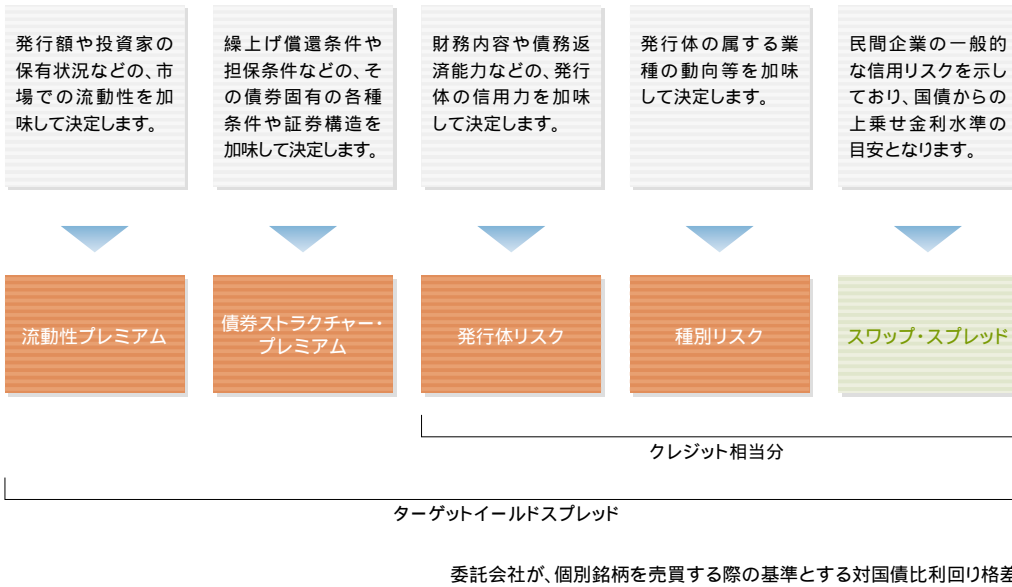 発行額や投資家の
保有状況などの、市
場での流動性を加
味して決定します。
繰上げ償還条件や
担保条件などの、そ
の債券固有の各種
条件や証券構造を
加味して決定します。
財務内容や債務返
済能力などの、発行
体の信用力を加味
して決定します。
発行体の属する業
種の動向等を加味
して決定します。
民間企業の一般的
な信用リスクを示し
ており、国債からの
上乗せ金利水準の
目安となります。
流動性プレミアム
債券ストラクチャー・
プレミアム
発行体リスク
種別リスク
スワップ・スプレッド
クレジット相当分
ターゲットイールドスプレッド
委託会社が、個別銘柄を売買する際の基準とする対国債比利回り格差